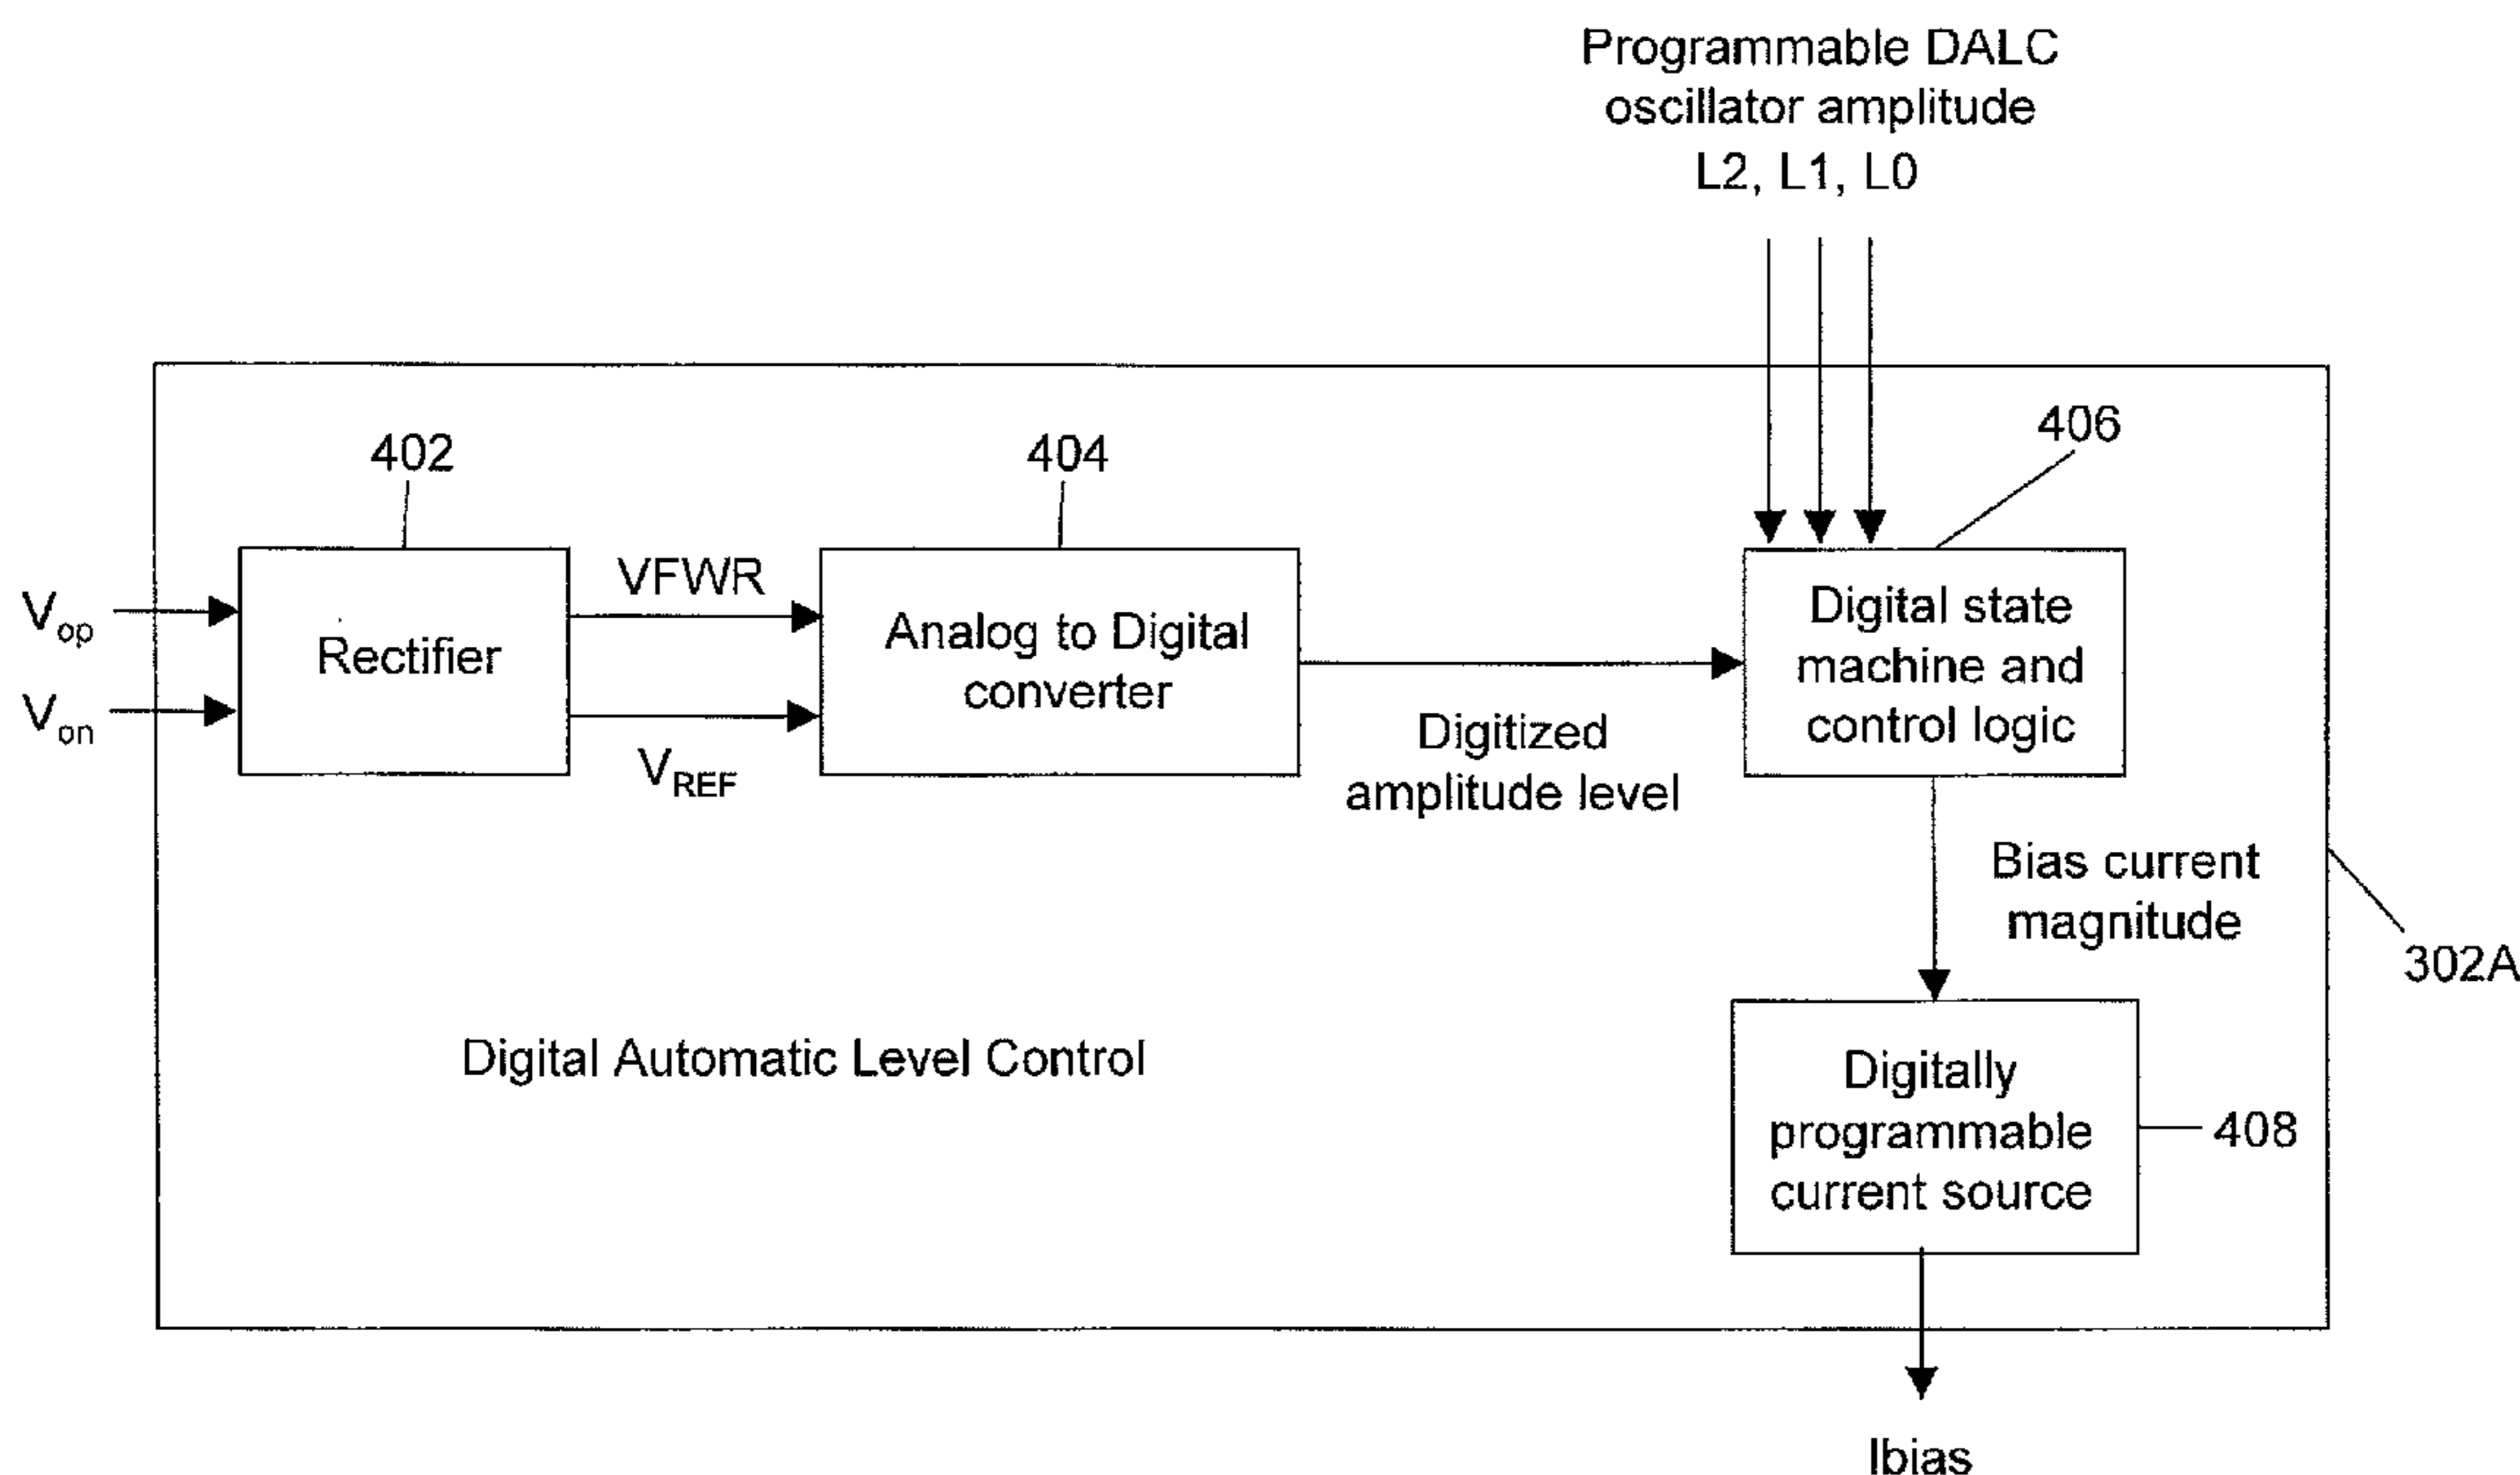 Programmable DALC
oscillator amplitude
L2, L1, L0
402
404
406
Vop
Von
Rectifier
VFWR
VREF
Analog to Digital
converter
Digitized
amplitude level
Digital state
machine and
control logic
Bias current
magnitude
302A
Digital Automatic Level Control
Digitally
programmable
current source
408
Ibias